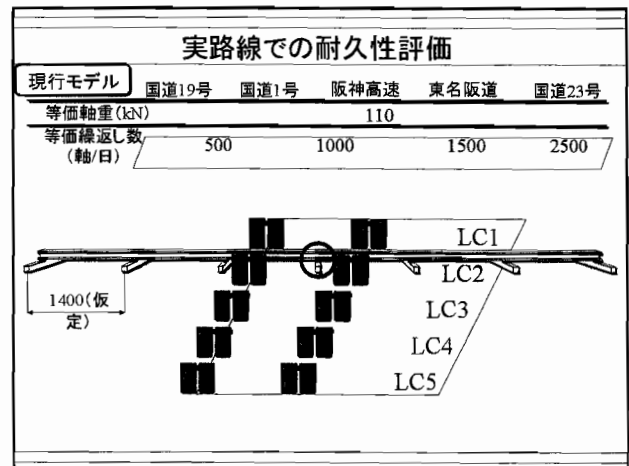 実路線での耐久性評価
現行モデル 国道19号 国道1号 阪神高速 東名阪道 国道23号
等価軸重(kN) 110
等価繰返し数
(軸/日) 500 1000 1500 2500
LC1
LC2
1400(仮
定)
LC3
LC4
LC5